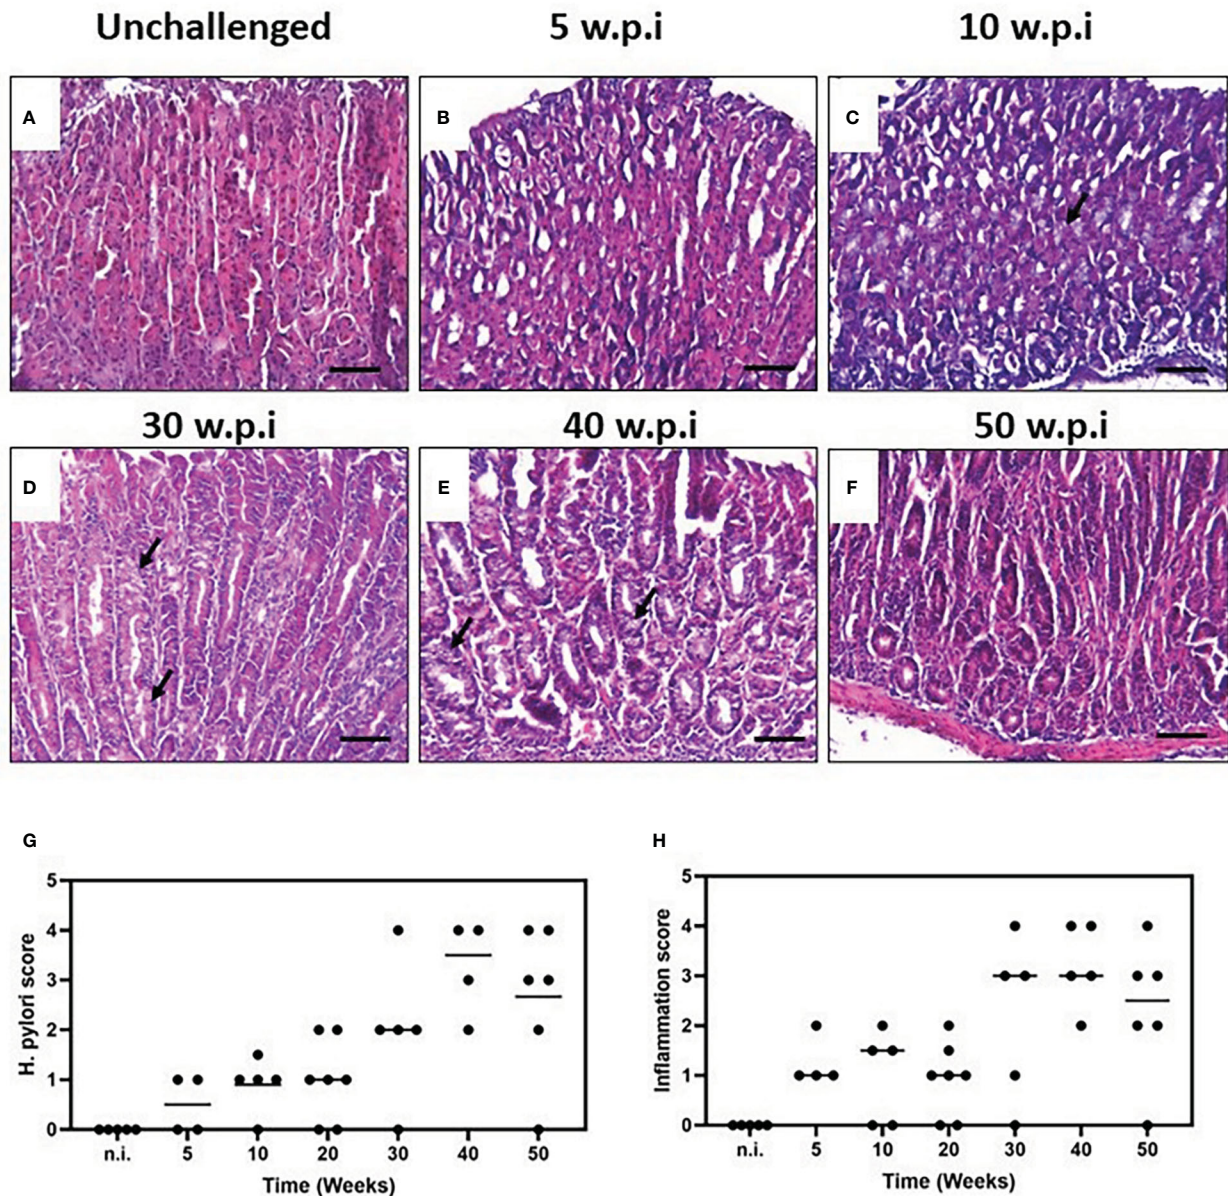 Unchallenged 5 w.p.i 10 w.p.i
A B C
30 w.p.i 40 w.p.i 50 w.p.i
D E F
G
H. pylori score
5
4
3
2
1
0
n.i. 5 10 20 30 40 50
Time (Weeks)
H
Inflammation score
5
4
3
2
1
0
n.i. 5 10 20 30 40 50
Time (Weeks)